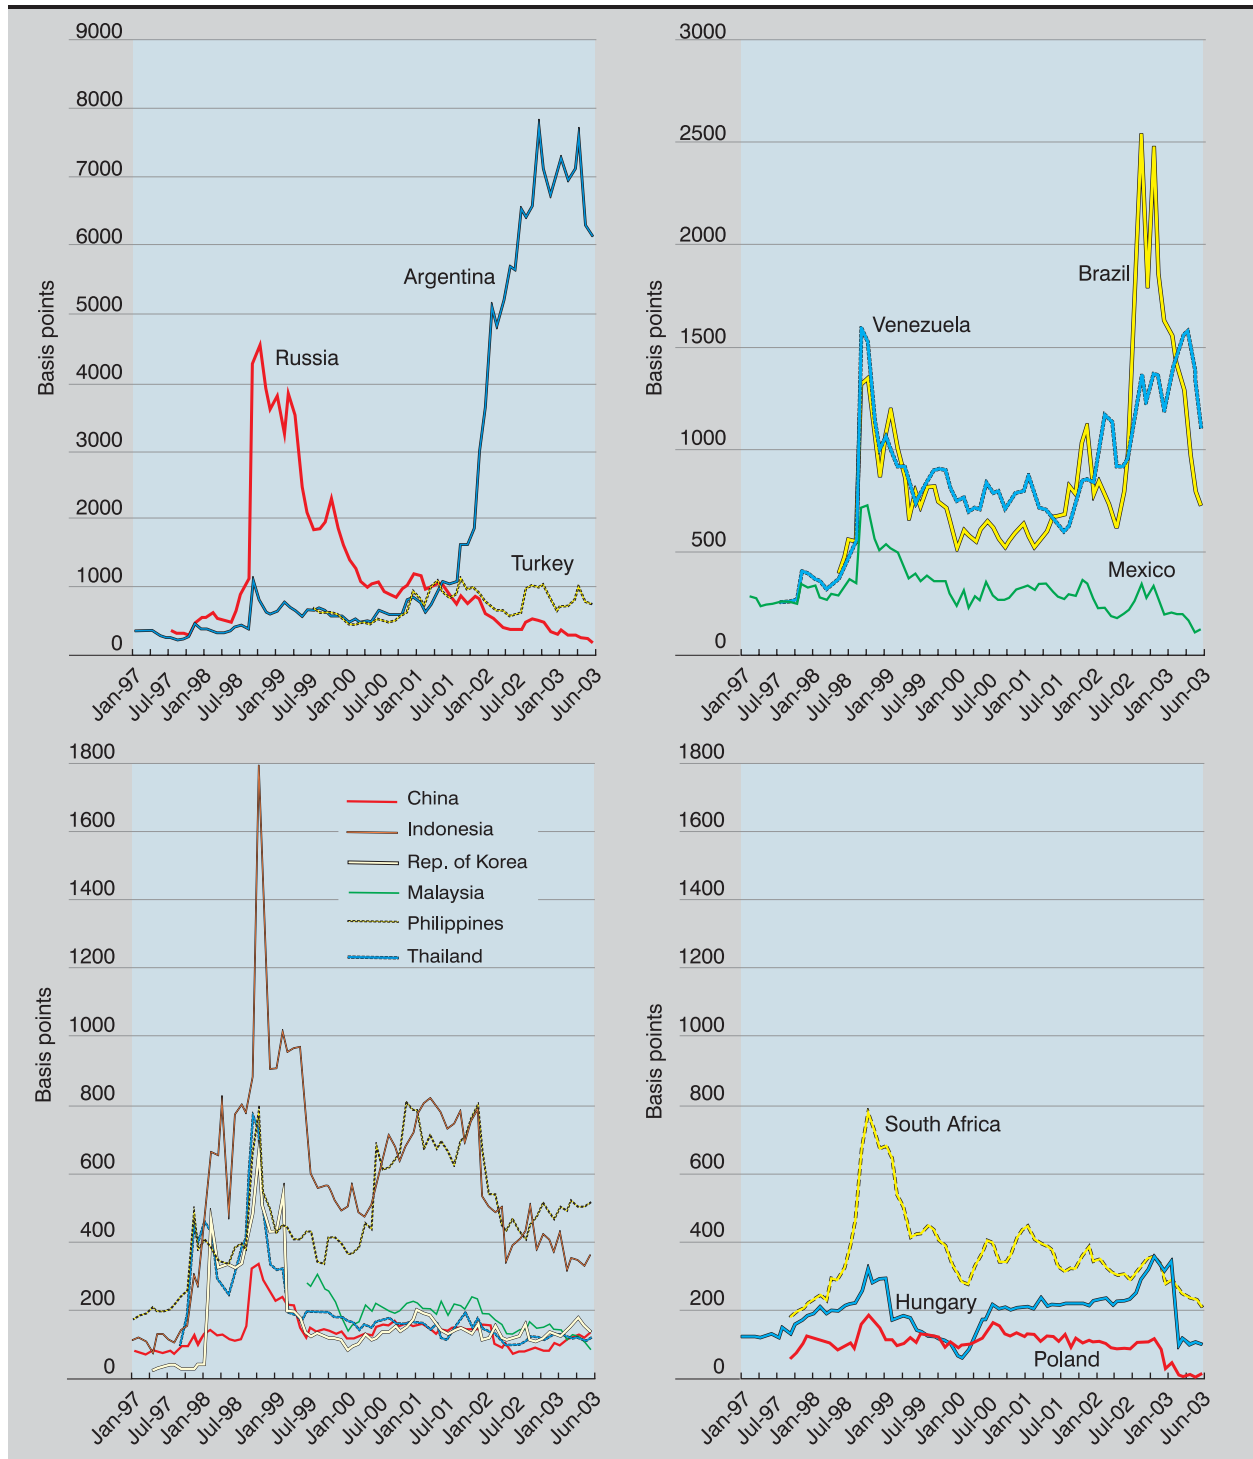 9000
8000
7000
6000
5000
4000
3000
2000
1000
0
Basis points
Argentina
Russia
Turkey
Jan-97
Jul-97
Jan-98
Jul-98
Jan-99
Jul-99
Jan-00
Jul-00
Jan-01
Jul-01
Jan-02
Jul-02
Jan-03
Jun-03
3000
2500
2000
1500
1000
500
0
Basis points
Brazil
Venezuela
Mexico
Jan-97
Jul-97
Jan-98
Jul-98
Jan-99
Jul-99
Jan-00
Jul-00
Jan-01
Jul-01
Jan-02
Jul-02
Jan-03
Jun-03
1800
1600
1400
1200
1000
800
600
400
200
0
Basis points
China
Indonesia
Rep. of Korea
Malaysia
Philippines
Thailand
Jan-97
Jul-97
Jan-98
Jul-98
Jan-99
Jul-99
Jan-00
Jul-00
Jan-01
Jul-01
Jan-02
Jul-02
Jan-03
Jun-03
1800
1600
1400
1200
1000
800
600
400
200
0
Basis points
South Africa
Hungary
Poland
Jan-97
Jul-97
Jan-98
Jul-98
Jan-99
Jul-99
Jan-00
Jul-00
Jan-01
Jul-01
Jan-02
Jul-02
Jan-03
Jun-03